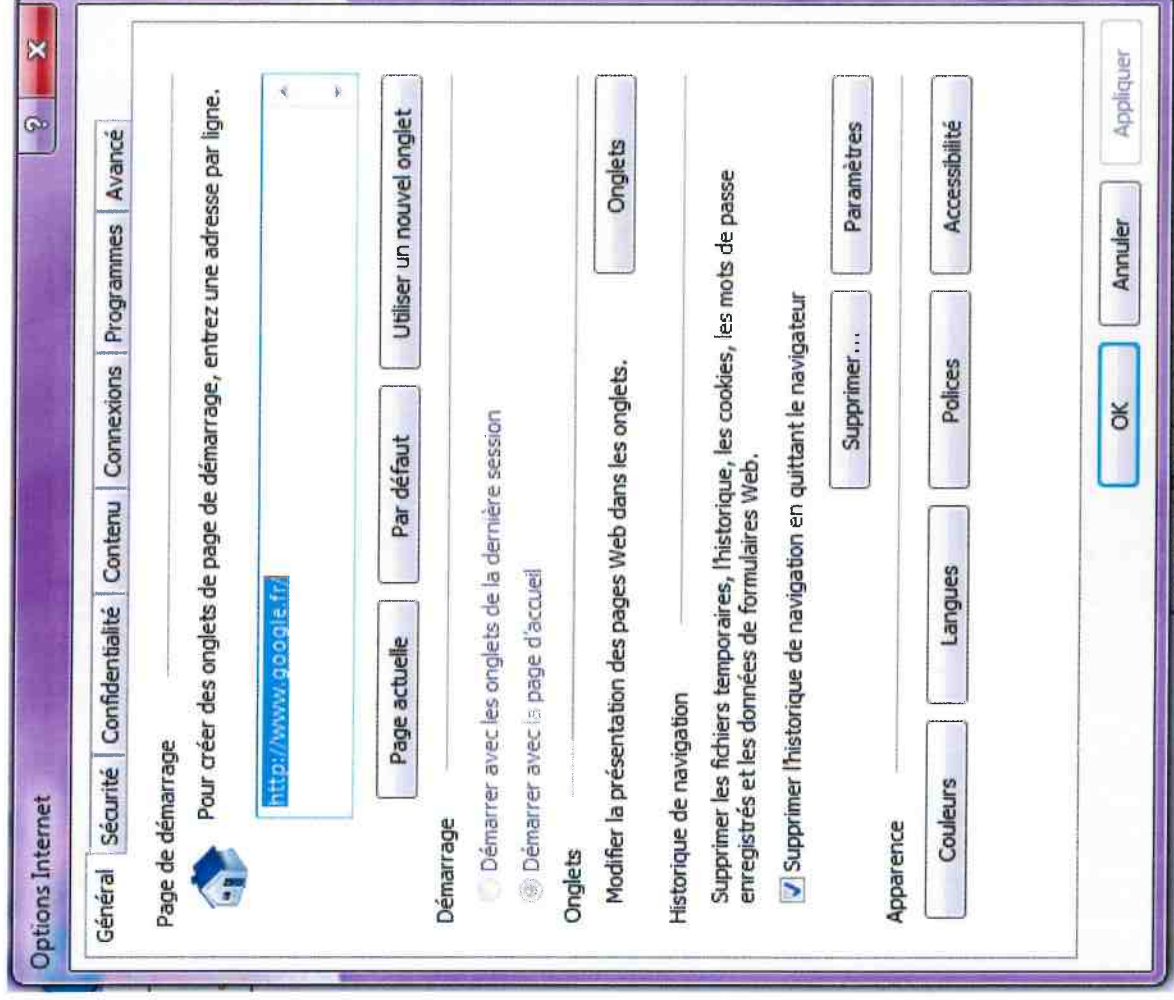 Options Internet
?
X
Général Sécurité Confidentialité Contenu Connexions Programmes Avancé
Page de démarrage
Pour créer des onglets de page de démarrage, entrez une adresse par ligne.
http://www.google.fr/
Page actuelle Par défaut Utiliser un nouvel onglet
Démarrage
Démarrer avec les onglets de la dernière session
Démarrer avec la page d'accueil
Onglets
Modifier la présentation des pages Web dans les onglets. Onglets
Historique de navigation
Supprimer les fichiers temporaires, l'historique, les cookies, les mots de passe
enregistrés et les données de formulaires Web.
Supprimer l'historique de navigation en quittant le navigateur
Supprimer... Paramètres
Apparence
Couleurs Langues Polices Accessibilité
OK Annuler Appliquer